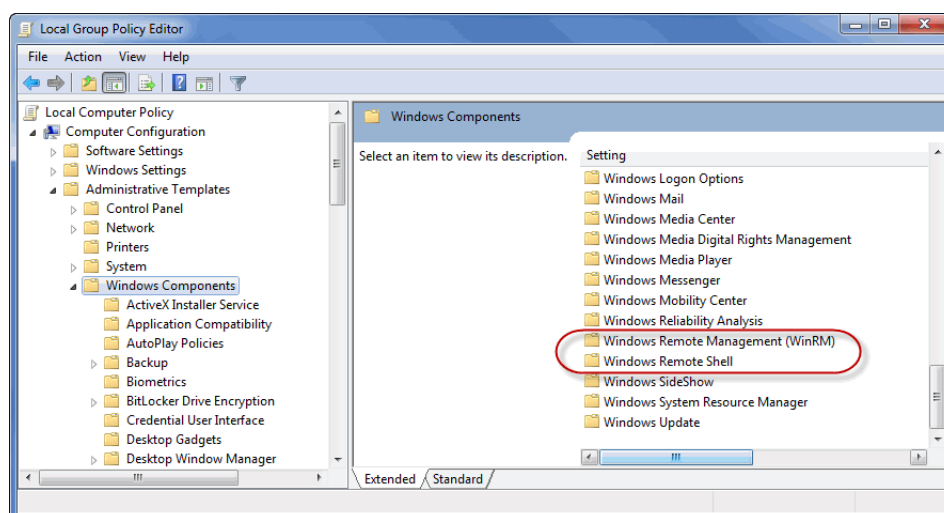 Local Group Policy Editor
File Action View Help
Local Computer Policy
Computer Configuration
Software Settings
Windows Settings
Administrative Templates
Control Panel
Network
Printers
System
Windows Components
ActiveX Installer Service
Application Compatibility
AutoPlay Policies
Backup
Biometrics
BitLocker Drive Encryption
Credential User Interface
Desktop Gadgets
Desktop Window Manager
Windows Components
Select an item to view its description.
Setting
Windows Logon Options
Windows Mail
Windows Media Center
Windows Media Digital Rights Management
Windows Media Player
Windows Messenger
Windows Mobility Center
Windows Reliability Analysis
Windows Remote Management (WinRM)
Windows Remote Shell
Windows SideShow
Windows System Resource Manager
Windows Update
Extended Standard